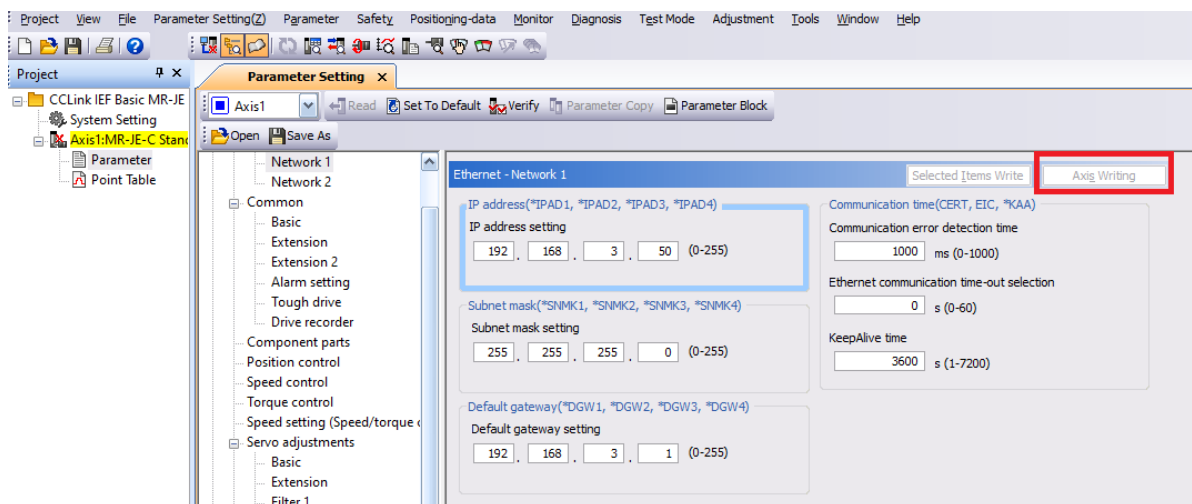 Project View File Parameter Setting(Z) Parameter Safety Positioning-data Monitor Diagnosis Test Mode Adjustment Tools Window Help
Project
Parameter Setting
CCLink IEF Basic MR-JE
System Setting
Axis1:MR-JE-C Stand
Parameter
Point Table
Axis1 Read Set To Default Verify Parameter Copy Parameter Block
Open Save As
Network 1
Network 2
Common
Basic
Extension
Extension 2
Alarm setting
Tough drive
Drive recorder
Component parts
Position control
Speed control
Torque control
Speed setting (Speed/torque c
Servo adjustments
Basic
Extension
Filter 1
Ethernet - Network 1 Selected Items Write Axis Writing
IP address(*IPAD1, *IPAD2, *IPAD3, *IPAD4)
IP address setting
192 . 168 . 3 . 50 (0-255)
Subnet mask(*SNMK1, *SNMK2, *SNMK3, *SNMK4)
Subnet mask setting
255 . 255 . 255 . 0 (0-255)
Default gateway(*DGW1, *DGW2, *DGW3, *DGW4)
Default gateway setting
192 . 168 . 3 . 1 (0-255)
Communication time(CERT, EIC, *KAA)
Communication error detection time
1000 ms (0-1000)
Ethernet communication time-out selection
0 s (0-60)
KeepAlive time
3600 s (1-7200)